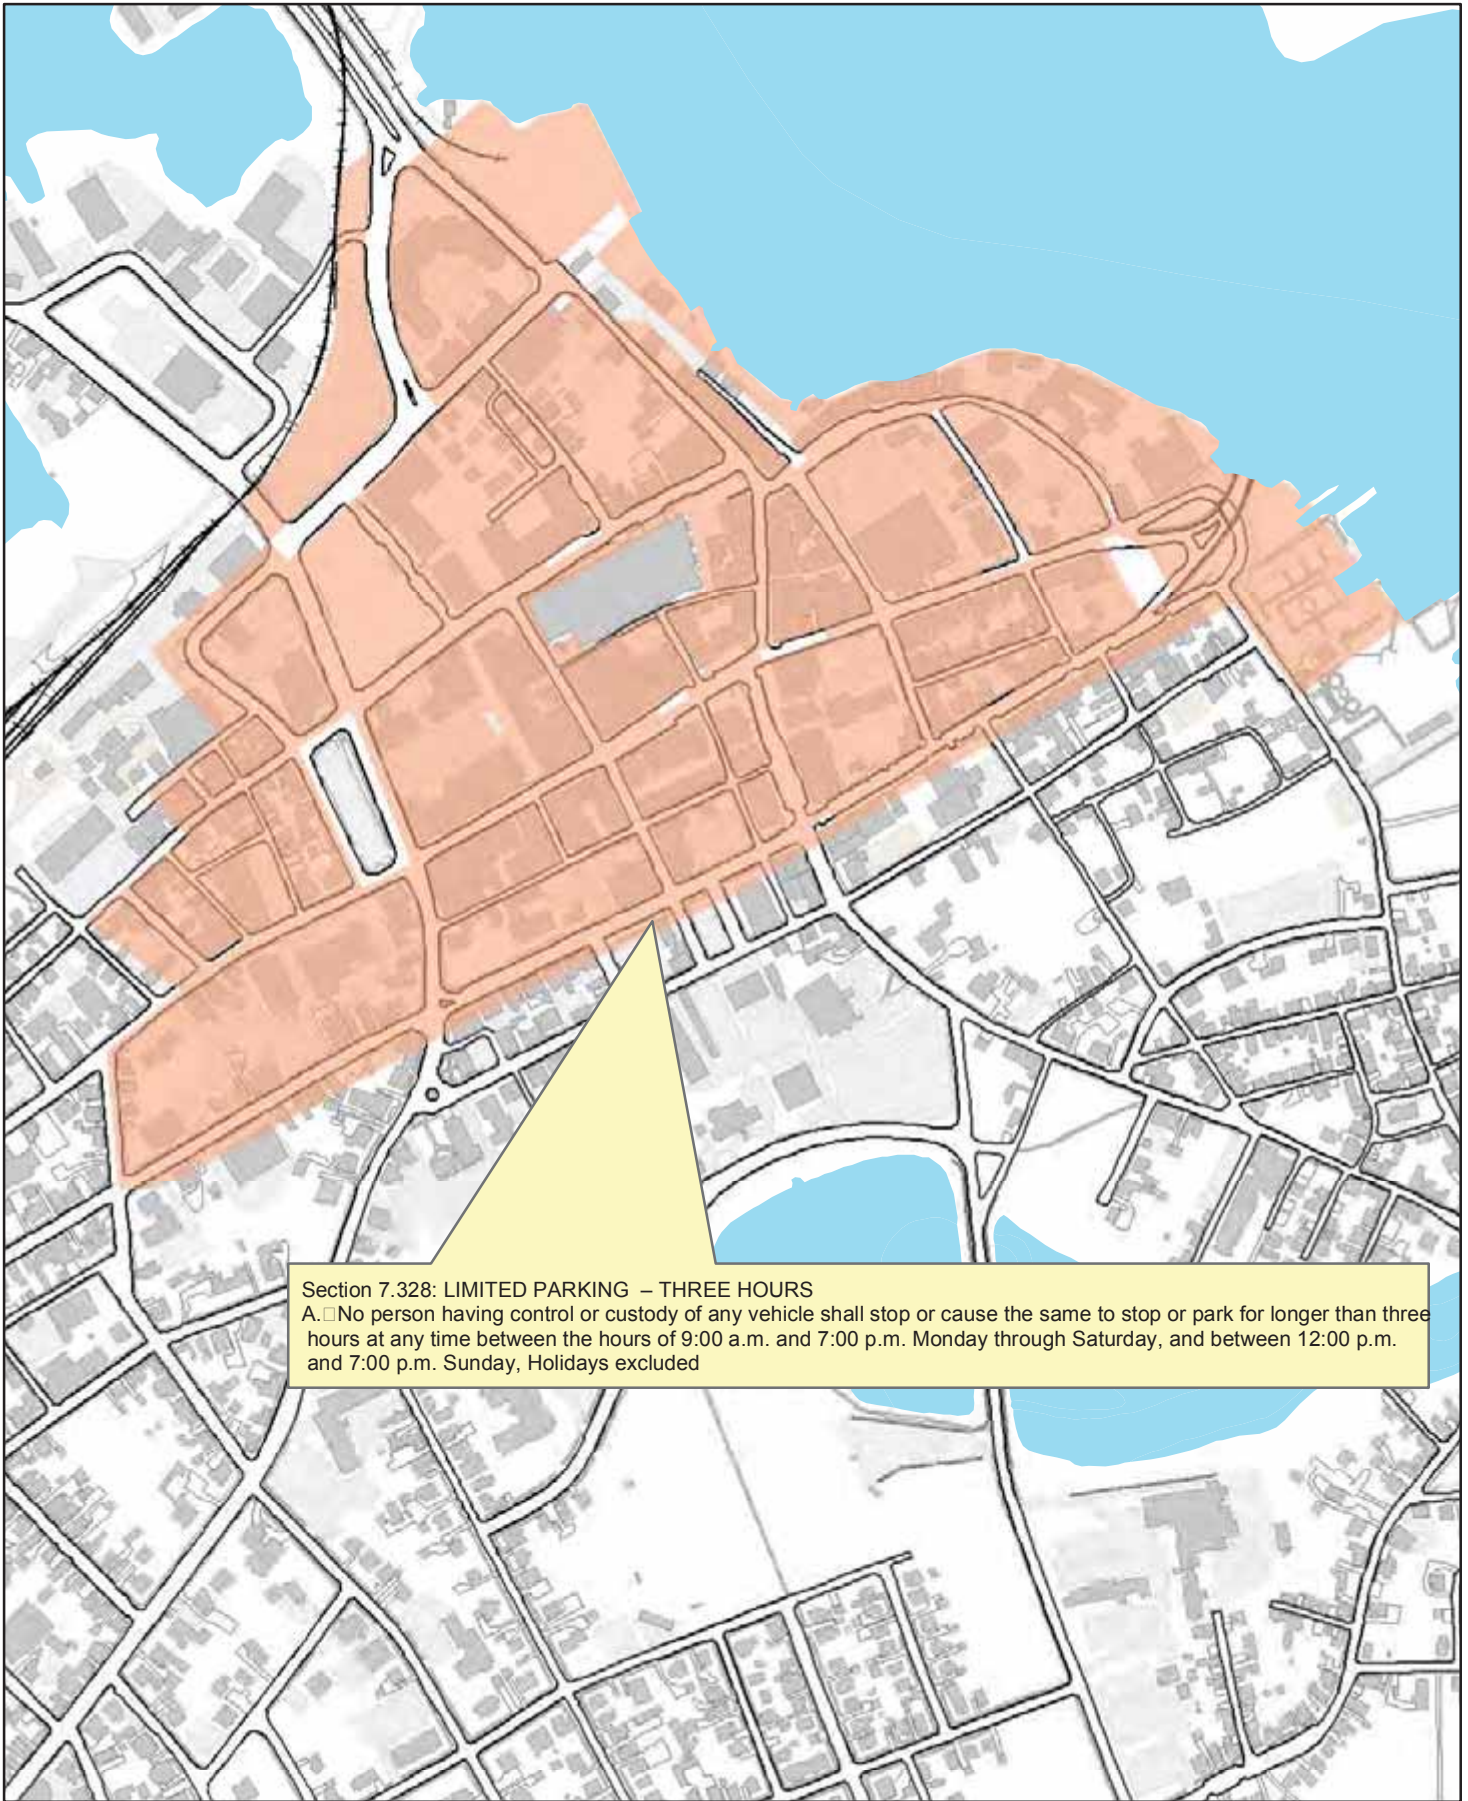 Section 7.328: LIMITED PARKING – THREE HOURS
A.□No person having control or custody of any vehicle shall stop or cause the same to stop or park for longer than three
hours at any time between the hours of 9:00 a.m. and 7:00 p.m. Monday through Saturday, and between 12:00 p.m.
and 7:00 p.m. Sunday, Holidays excluded